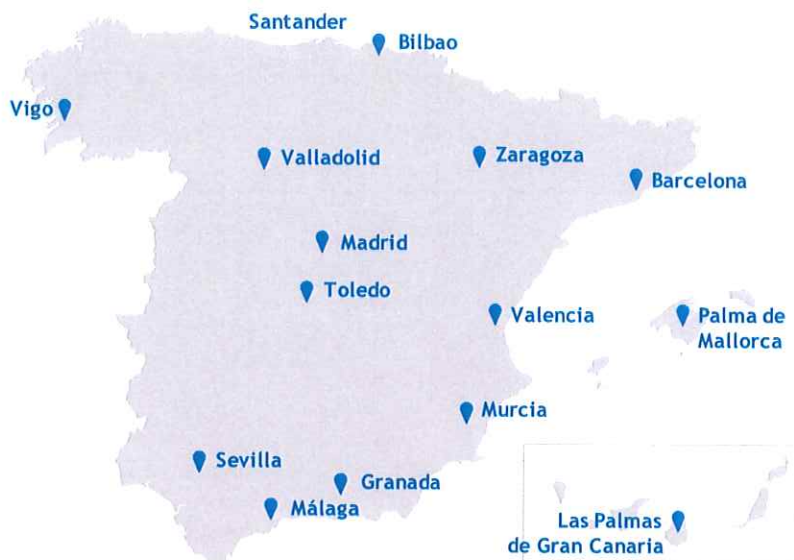 Santander
Bilbao
Vigo
Valladolid
Zaragoza
Barcelona
Madrid
Toledo
Valencia
Palma de
Mallorca
Murcia
Sevilla
Granada
Málaga
Las Palmas
de Gran Canaria